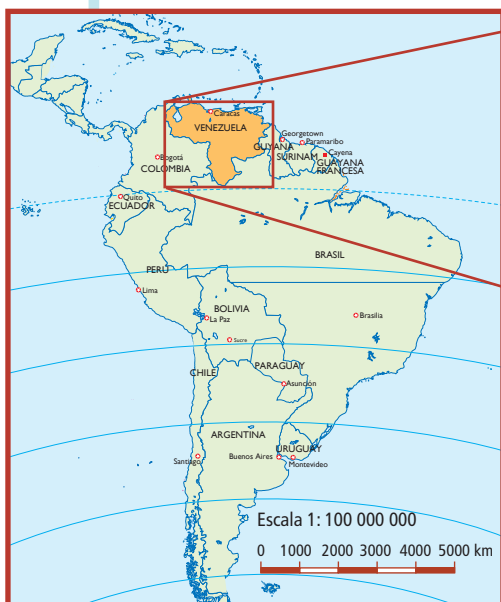 Caracas
VENEZUELA
Georgetown
Paramaribo
GUYANA
Cayena
SURINAM
GUAYANA
FRANCESA
Bogotá
COLOMBIA
Quito
ECUADOR
BRASIL
PERÚ
Lima
BOLIVIA
La Paz
Brasilia
Sucre
CHILE
PARAGUAY
Asunción
ARGENTINA
URUGUAY
Santiago
Buenos Aires
Montevideo
Escala 1: 100 000 000
0 1000 2000 3000 4000 5000 km